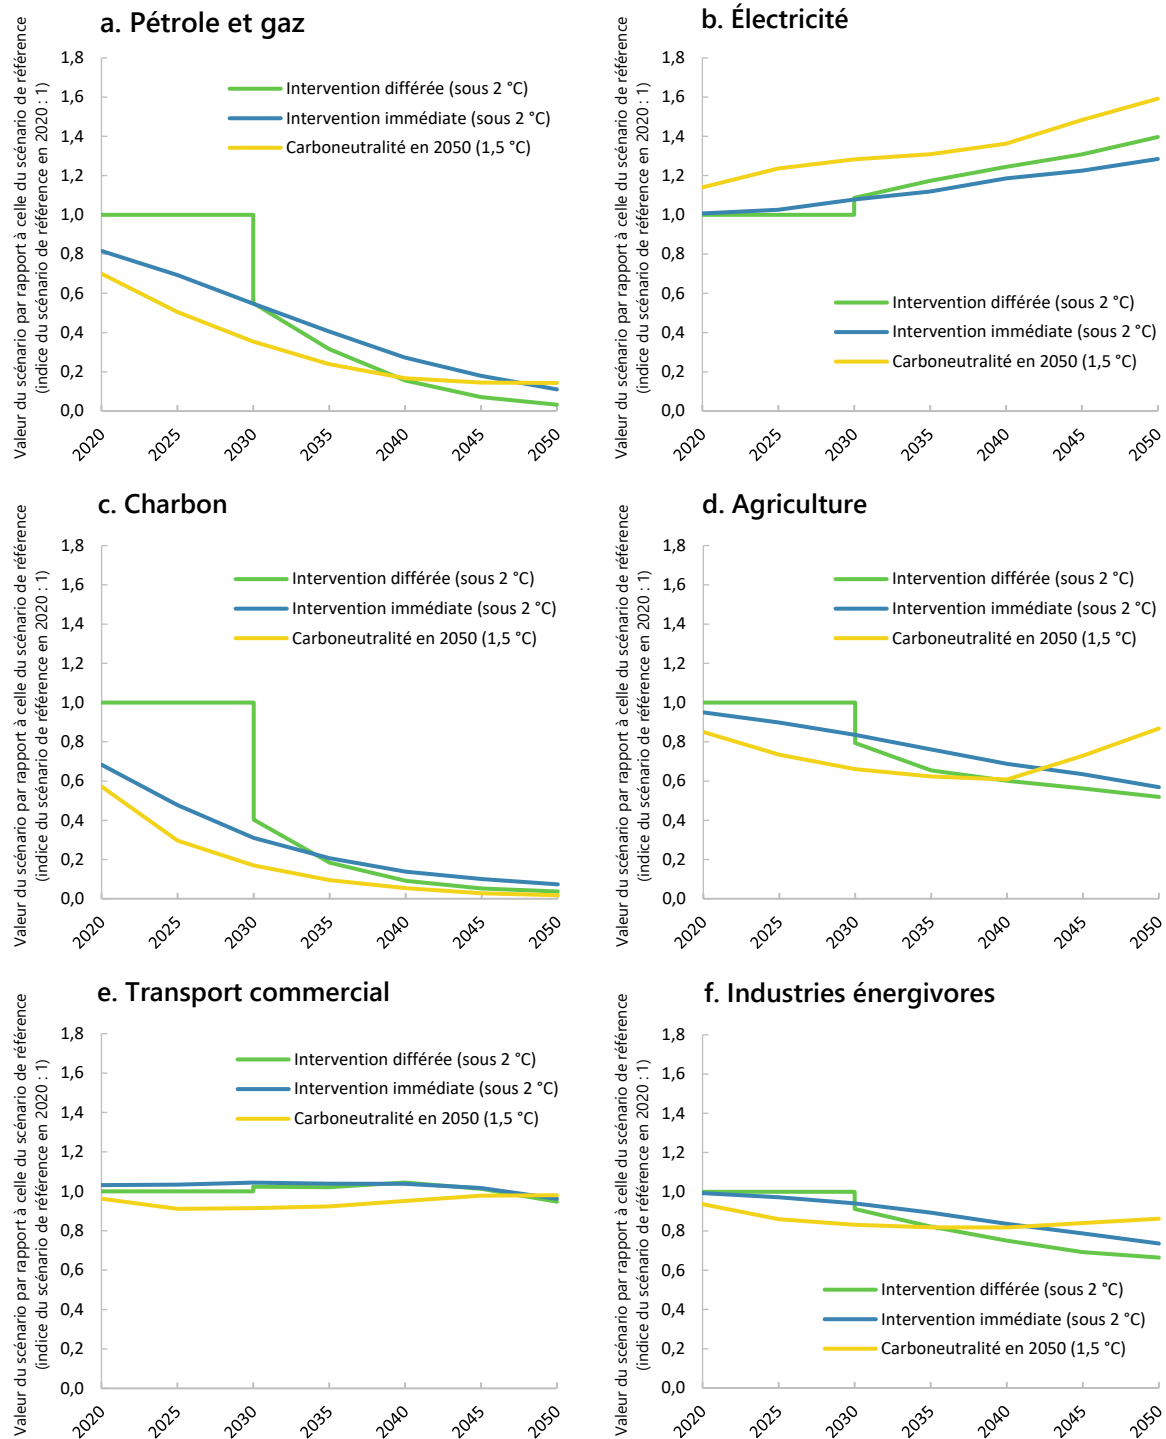 a. Pétrole et gaz
Valeur du scénario par rapport à celle du scénario de référence
(indice du scénario de référence en 2020 : 1)
1,8
1,6
1,4
1,2
1,0
0,8
0,6
0,4
0,2
0,0
Intervention différée (sous 2 °C)
Intervention immédiate (sous 2 °C)
Carboneutralité en 2050 (1,5 °C)
2020
2025
2030
2035
2040
2045
2050
b. Électricité
Valeur du scénario par rapport à celle du scénario de référence
(indice du scénario de référence en 2020 : 1)
1,8
1,6
1,4
1,2
1,0
0,8
0,6
0,4
0,2
0,0
Intervention différée (sous 2 °C)
Intervention immédiate (sous 2 °C)
Carboneutralité en 2050 (1,5 °C)
2020
2025
2030
2035
2040
2045
2050
c. Charbon
Valeur du scénario par rapport à celle du scénario de référence
(indice du scénario de référence en 2020 : 1)
1,8
1,6
1,4
1,2
1,0
0,8
0,6
0,4
0,2
0,0
Intervention différée (sous 2 °C)
Intervention immédiate (sous 2 °C)
Carboneutralité en 2050 (1,5 °C)
2020
2025
2030
2035
2040
2045
2050
d. Agriculture
Valeur du scénario par rapport à celle du scénario de référence
(indice du scénario de référence en 2020 : 1)
1,8
1,6
1,4
1,2
1,0
0,8
0,6
0,4
0,2
0,0
Intervention différée (sous 2 °C)
Intervention immédiate (sous 2 °C)
Carboneutralité en 2050 (1,5 °C)
2020
2025
2030
2035
2040
2045
2050
e. Transport commercial
Valeur du scénario par rapport à celle du scénario de référence
(indice du scénario de référence en 2020 : 1)
1,8
1,6
1,4
1,2
1,0
0,8
0,6
0,4
0,2
0,0
Intervention différée (sous 2 °C)
Intervention immédiate (sous 2 °C)
Carboneutralité en 2050 (1,5 °C)
2020
2025
2030
2035
2040
2045
2050
f. Industries énergivores
Valeur du scénario par rapport à celle du scénario de référence
(indice du scénario de référence en 2020 : 1)
1,8
1,6
1,4
1,2
1,0
0,8
0,6
0,4
0,2
0,0
Intervention différée (sous 2 °C)
Intervention immédiate (sous 2 °C)
Carboneutralité en 2050 (1,5 °C)
2020
2025
2030
2035
2040
2045
2050